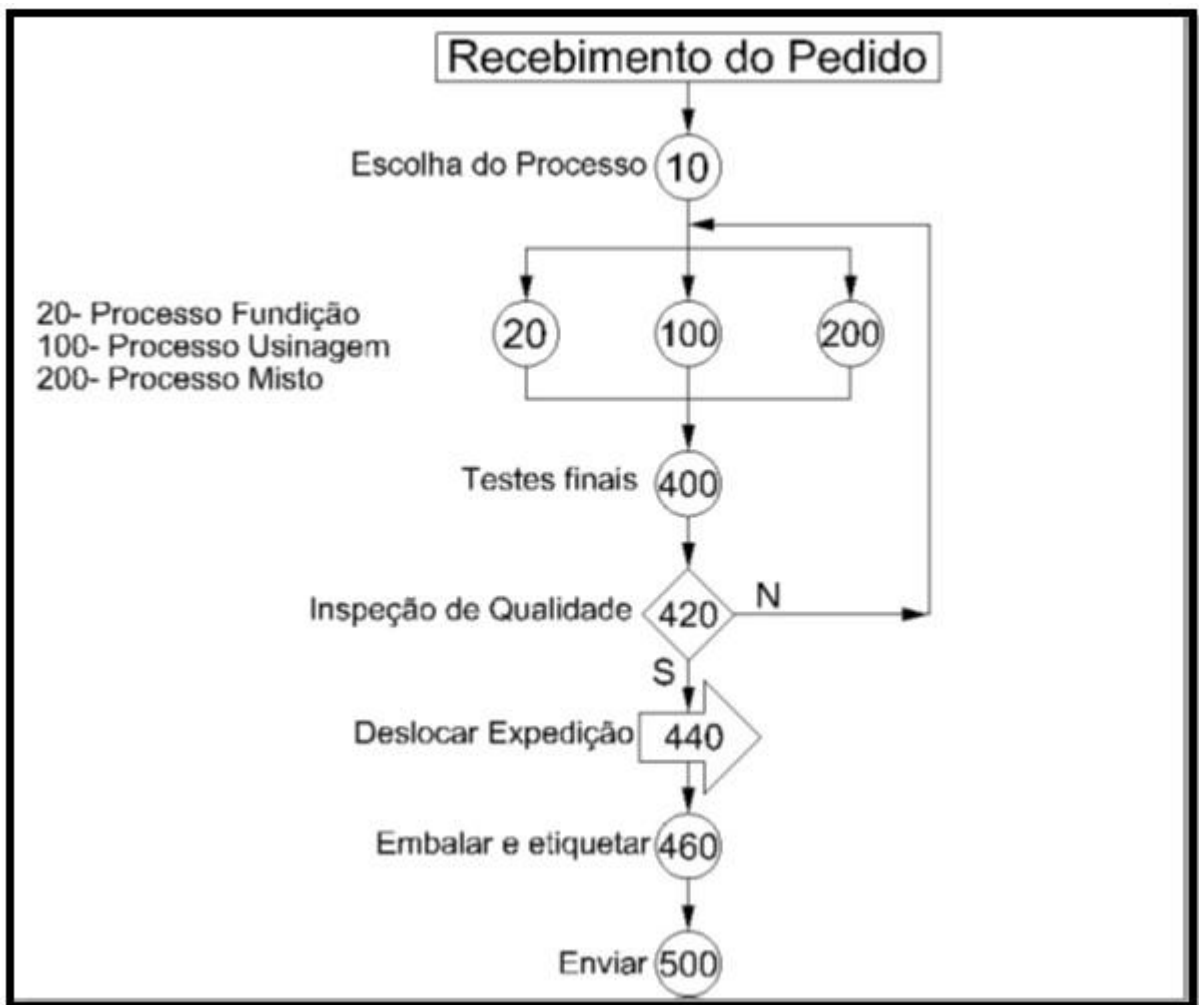 Recebimento do Pedido
Escolha do Processo 10
20- Processo Fundição
100- Processo Usinagem
200- Processo Misto
20 100 200
Testes finais 400
Inspeção de Qualidade 420 N
S
Deslocar Expedição 440
Embalar e etiquetar 460
Enviar 500